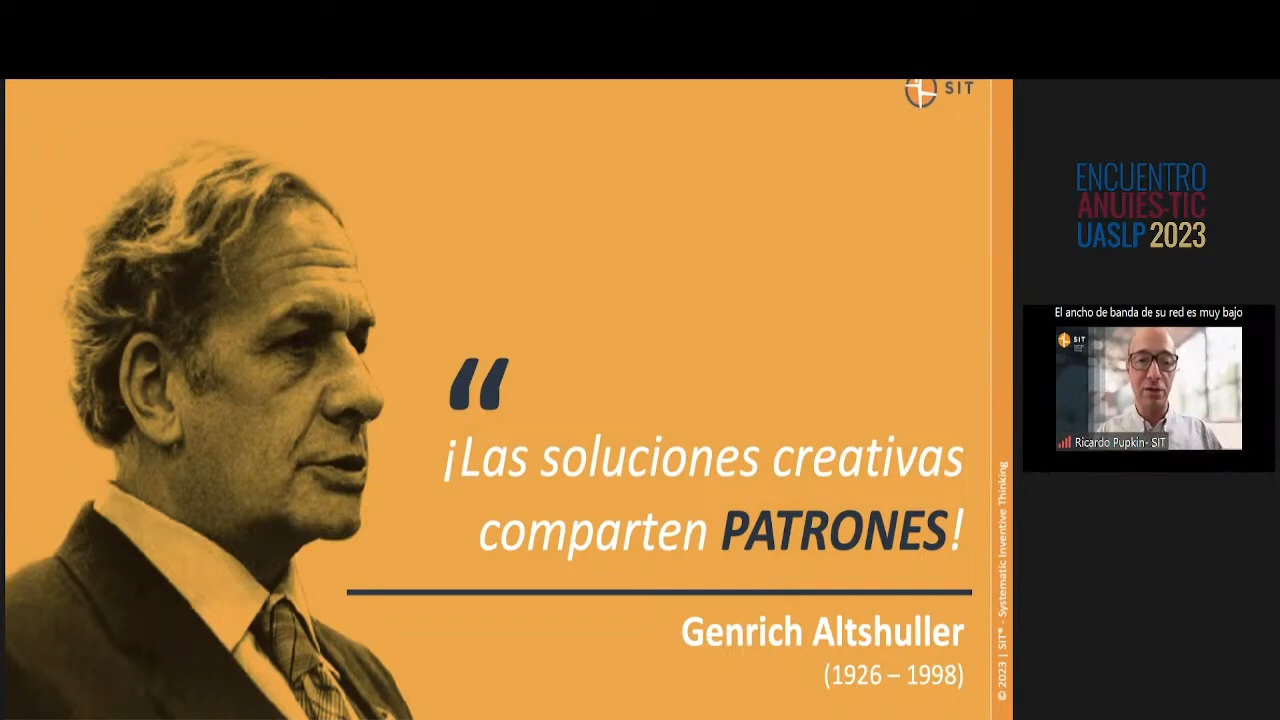 SIT
“
¡Las soluciones creativas
comparten PATRONES!
Genrich Altshuller
(1926 – 1998)
© 2023 | SIT® - Systematic Inventive Thinking
ENCUENTRO
ANUIES-TIC
UASLP 2023
El ancho de banda de su red es muy bajo
SIT
Ricardo Pupkin- SIT